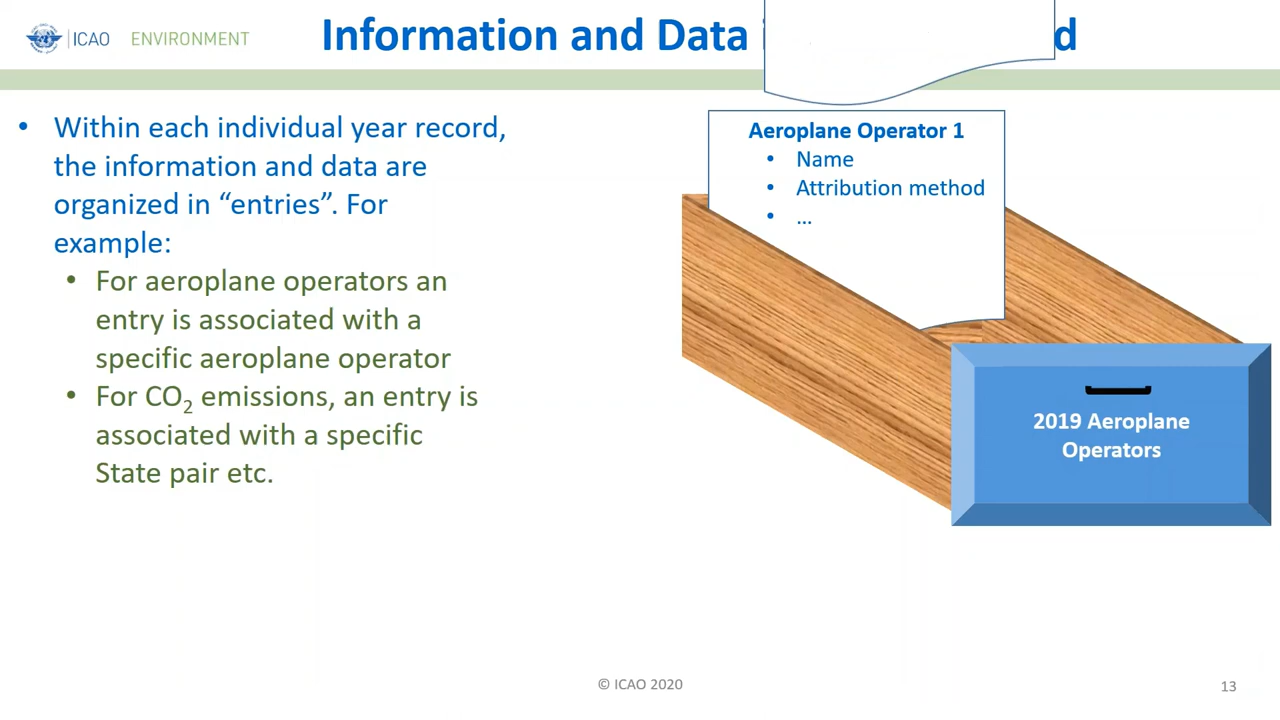 ICAO ENVIRONMENT
Information and Data d
• Within each individual year record,
the information and data are
organized in “entries”. For
example:
• For aeroplane operators an
entry is associated with a
specific aeroplane operator
• For CO₂ emissions, an entry is
associated with a specific
State pair etc.
Aeroplane Operator 1
• Name
• Attribution method
• ...
2019 Aeroplane
Operators
© ICAO 2020
13